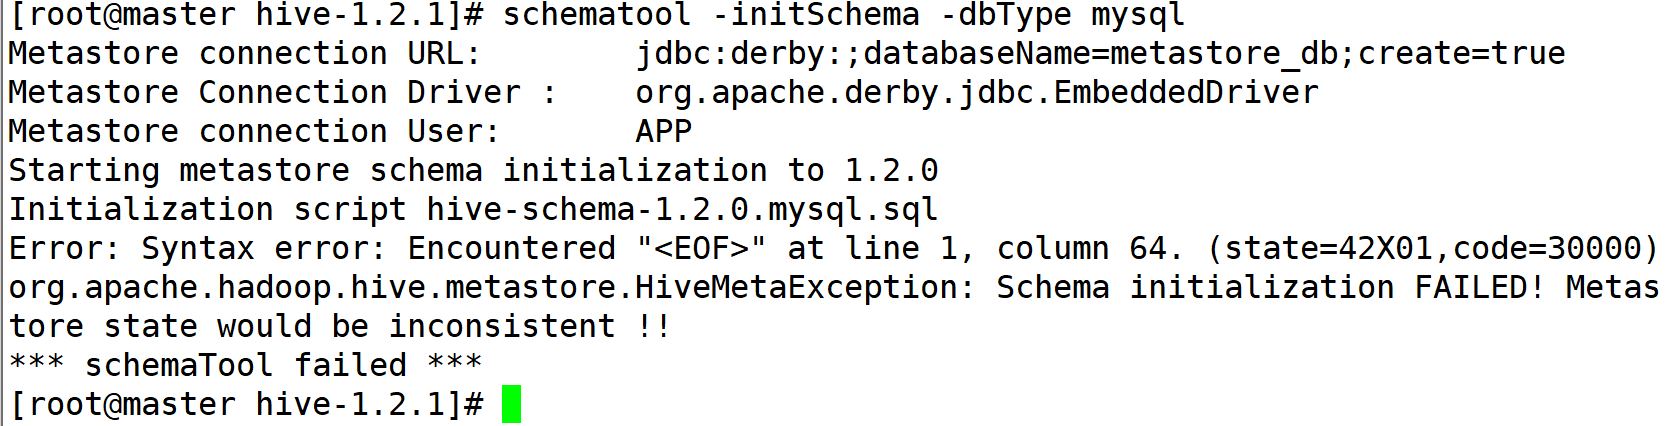 [root@master hive-1.2.1]# schematool -initSchema -dbType mysql
Metastore connection URL:        jdbc:derby:;databaseName=metastore_db;create=true
Metastore Connection Driver :    org.apache.derby.jdbc.EmbeddedDriver
Metastore connection User:       APP
Starting metastore schema initialization to 1.2.0
Initialization script hive-schema-1.2.0.mysql.sql
Error: Syntax error: Encountered "<EOF>" at line 1, column 64. (state=42X01,code=30000)
org.apache.hadoop.hive.metastore.HiveMetaException: Schema initialization FAILED! Metas
tore state would be inconsistent !!
*** schemaTool failed ***
[root@master hive-1.2.1]#